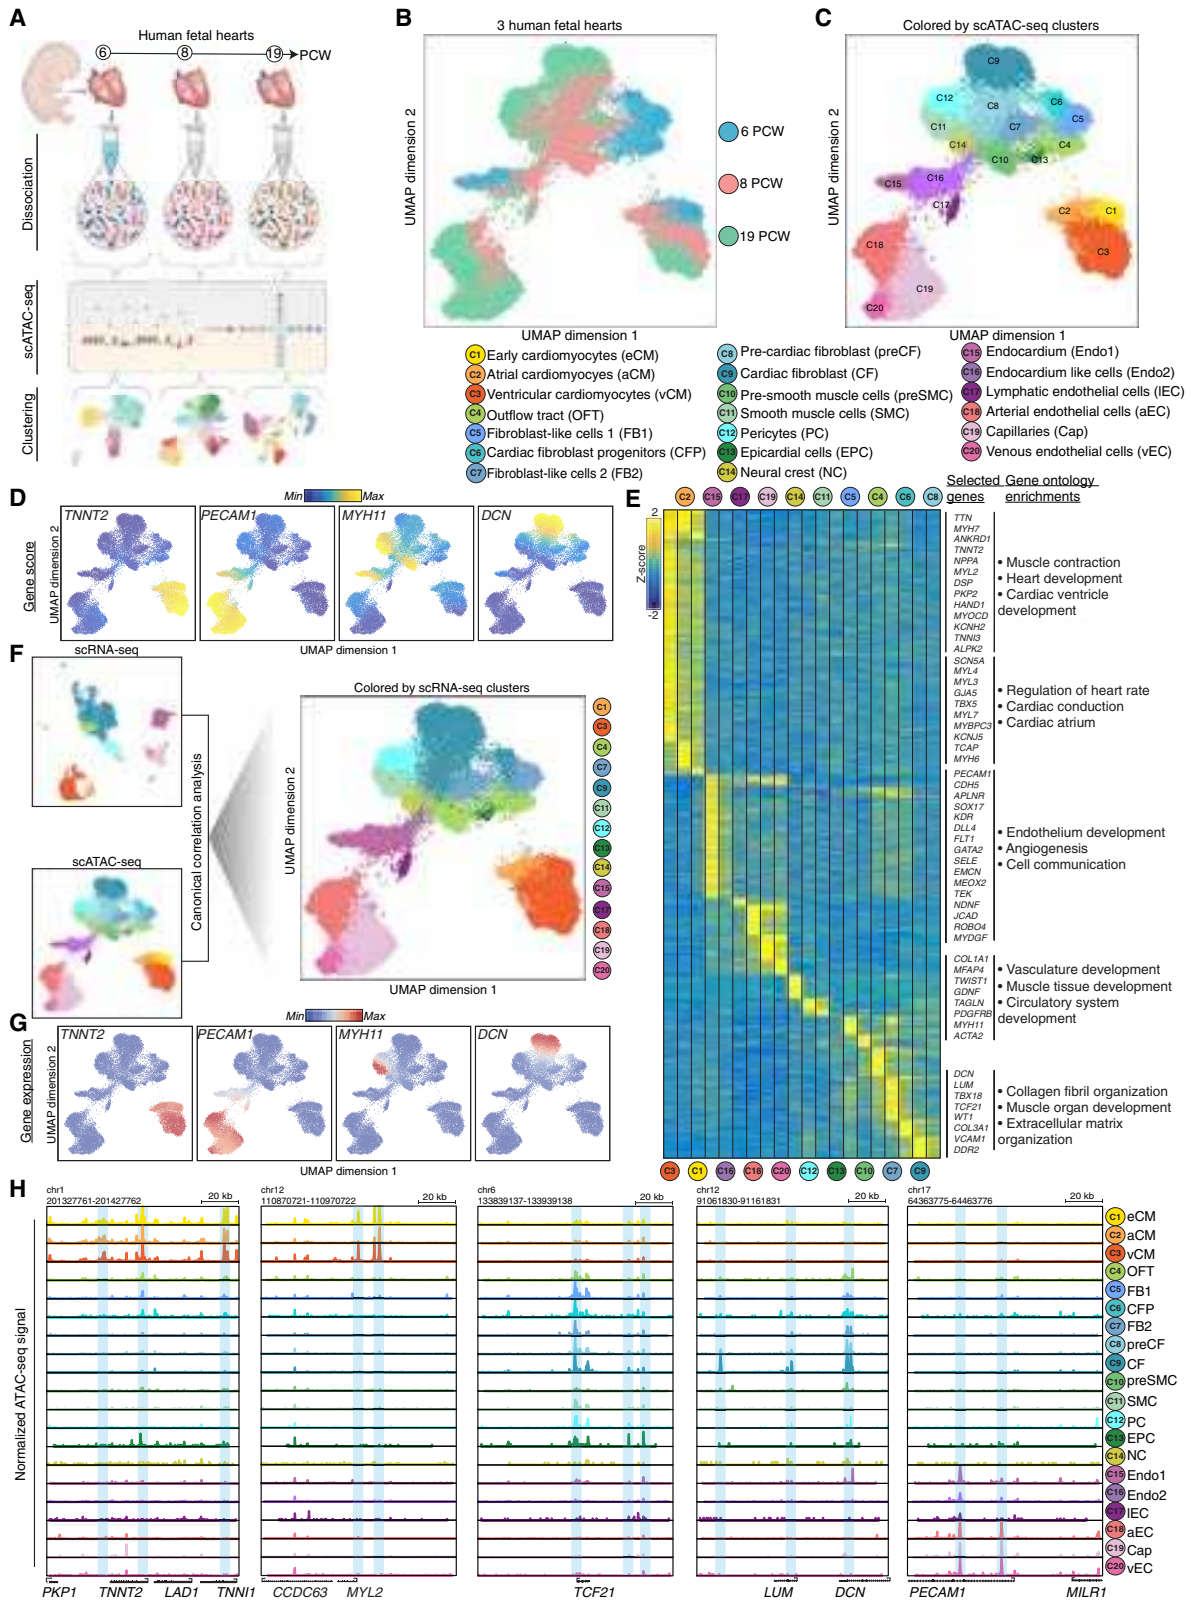 A
Human fetal hearts
6
8
19
PCW
Dissociation
scATAC-seq
Clustering
B
3 human fetal hearts
UMAP dimension 2
UMAP dimension 1
6 PCW
8 PCW
19 PCW
C
Colored by scATAC-seq clusters
UMAP dimension 2
UMAP dimension 1
C9
C12
C8
C6
C5
C11
C7
C14
C10
C13
C4
C15
C16
C17
C2
C1
C3
C18
C19
C20
C1 Early cardiomyocytes (eCM)
C2 Atrial cardiomyocytes (aCM)
C3 Ventricular cardiomyocytes (vCM)
C4 Outflow tract (OFT)
C5 Fibroblast-like cells 1 (FB1)
C6 Cardiac fibroblast progenitors (CFP)
C7 Fibroblast-like cells 2 (FB2)
C8 Pre-cardiac fibroblast (preCF)
C9 Cardiac fibroblast (CF)
C10 Pre-smooth muscle cells (preSMC)
C11 Smooth muscle cells (SMC)
C12 Pericytes (PC)
C13 Epicardial cells (EPC)
C14 Neural crest (NC)
C15 Endocardium (Endo1)
C16 Endocardium like cells (Endo2)
C17 Lymphatic endothelial cells (lEC)
C18 Arterial endothelial cells (aEC)
C19 Capillaries (Cap)
C20 Venous endothelial cells (vEC)
D
Min
Max
Gene score
UMAP dimension 2
TNNT2
PECAM1
MYH11
DCN
UMAP dimension 1
E
C2 C15 C17 C19 C14 C11 C5 C4 C6 C8
2
Z-score
-2
C3 C1 C16 C18 C20 C12 C13 C10 C7 C9
Selected genes
Gene ontology enrichments
TTN
MYH7
ANKRD1
TNNT2
NPPA
MYL2
DSP
PKP2
HAND1
MYOCD
KCNH2
TNNI3
ALPK2
• Muscle contraction
• Heart development
• Cardiac ventricle
development
SCN5A
MYL4
MYL3
GJA5
TBX5
MYL7
MYBPC3
KCNJ5
TCAP
MYH6
• Regulation of heart rate
• Cardiac conduction
• Cardiac atrium
PECAM1
CDH5
APLNR
SOX17
KDR
DLL4
FLT1
GATA2
SELE
EMCN
MEOX2
TEK
NDNF
JCAD
ROBO4
MYDGF
• Endothelium development
• Angiogenesis
• Cell communication
COL1A1
MFAP4
TWIST1
GDNF
TAGLN
PDGFRB
MYH11
ACTA2
• Vasculature development
• Muscle tissue development
• Circulatory system
development
DCN
LUM
TBX18
TCF21
WT1
COL3A1
VCAM1
DDR2
• Collagen fibril organization
• Muscle organ development
• Extracellular matrix
organization
F
scRNA-seq
scATAC-seq
Canonical correlation analysis
Colored by scRNA-seq clusters
UMAP dimension 2
UMAP dimension 1
C1
C3
C4
C7
C9
C11
C12
C13
C14
C15
C17
C18
C19
C20
G
Min
Max
Gene expression
UMAP dimension 2
TNNT2
PECAM1
MYH11
DCN
UMAP dimension 1
H
Normalized ATAC-seq signal
chr1
201327761-201427762
20 kb
chr12
110870721-110970722
20 kb
chr6
133839137-133939138
20 kb
chr12
91061830-91161831
20 kb
chr17
64363775-64463776
20 kb
C1 eCM
C2 aCM
C3 vCM
C4 OFT
C5 FB1
C6 CFP
C7 FB2
C8 preCF
C9 CF
C10 preSMC
C11 SMC
C12 PC
C13 EPC
C14 NC
C15 Endo1
C16 Endo2
C17 lEC
C18 aEC
C19 Cap
C20 vEC
PKP1 TNNT2 LAD1 TNNI1
CCDC63 MYL2
TCF21
LUM DCN
PECAM1 MILR1